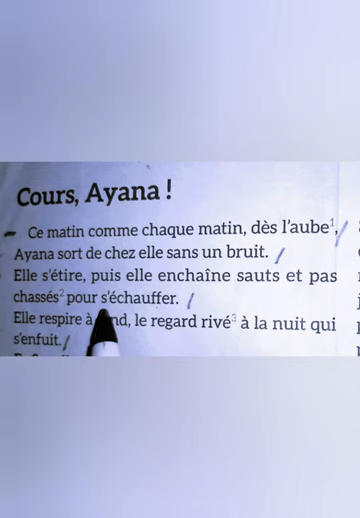 Cours, Ayana !
Ce matin comme chaque matin, dès l'aube¹,
Ayana sort de chez elle sans un bruit.
Elle s'étire, puis elle enchaîne sauts et pas
chassés² pour s'échauffer.
Elle respire à nd, le regard rivé³ à la nuit qui
s'enfuit.